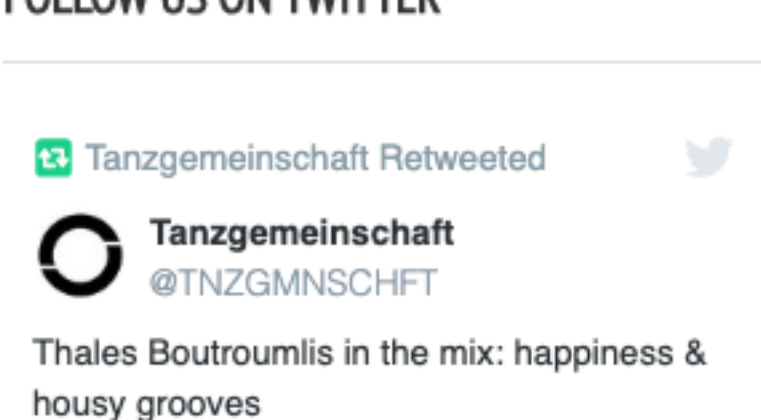 FOLLOW US ON TWITTER
Tanzgemeinschaft Retweeted
Tanzgemeinschaft
@TNZGMNSCHFT
Thales Boutroumlis in the mix: happiness &
housy grooves